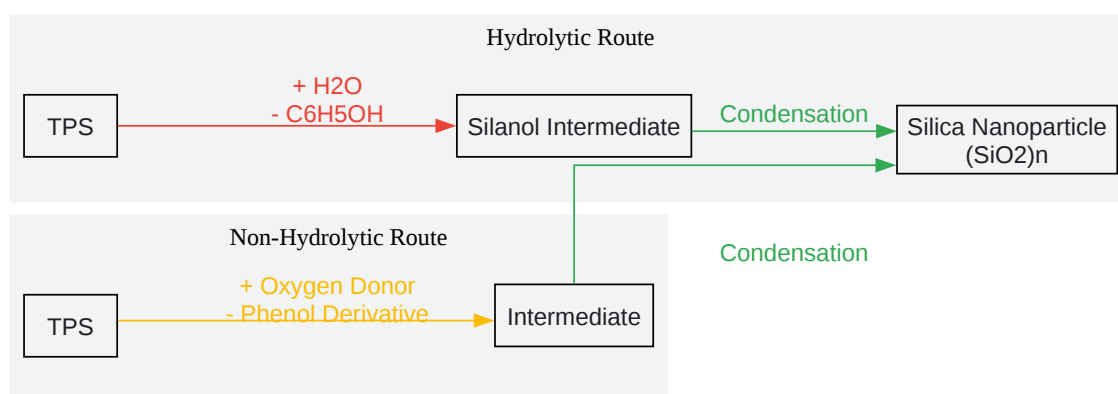 Hydrolytic Route
+ H2O
- C6H5OH
TPS
Silanol Intermediate
Condensation
Silica Nanoparticle
(SiO2)n
Non-Hydrolytic Route
Condensation
+ Oxygen Donor
- Phenol Derivative
TPS
Intermediate